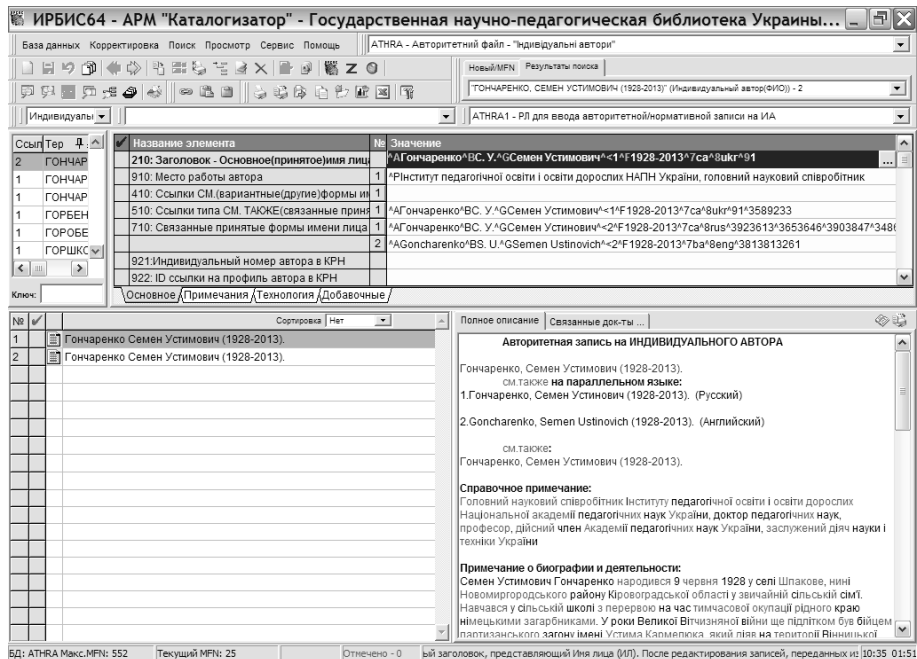 ИРБИС64 - АРМ "Каталогизатор" - Государственная научно-педагогическая библиотека Украины...
База данных Корректировка Поиск Просмотр Сервис Помощь
ATHRA - Авторитетный файл - "Індивідуальні автори"
Новый/MFN Результаты поиска
"ГОНЧАРЕНКО, СЕМЕН УСТИМОВИЧ (1928-2013)" (Индивидуальный автор(ФИО)) - 2
Индивидуалы
ATHRA1 - РЛ для ввода авторитетной/нормативной записи на ИА
Ссыл Тер
2 ГОНЧАР
1 ГОНЧАР
1 ГОНЧАР
1 ГОРБЕН
1 ГОРОБЕ
1 ГОРШКО
Ключ:
Название элемента № Значение
210: Заголовок - Основное(принятое)имя лица ^AГончаренко^BС. У.^GСемен Устимович^<1^F1928-2013^7ca^8ukr^91 ...
910: Место работы автора 1 ^PІнститут педагогічної освіти і освіти дорослих НАПН України, головний науковий співробітник
410: Ссылки СМ.(вариантные(другие)формы им 1
510: Ссылки типа СМ. ТАКЖЕ(связанные приня 1 ^AГончаренко^BС. У.^GСемен Устимович^<1^F1928-2013^7ca^8ukr^91^3589233
710: Связанные принятые формы имени лица 1 ^AГончаренко^BС. У.^GСемен Устинович^<2^F1928-2013^7ca^8rus^3923613^3653646^3903847^348
2 ^AGoncharenko^BS. U.^GSemen Ustinovich^<2^F1928-2013^7ba^8eng^3813813261
921:Индивидуальный номер автора в КРН
922: ID ссылки на профиль автора в КРН
Основное Примечания Технология Добавочные
№ Сортировка Нет
1 Гончаренко Семен Устимович (1928-2013).
2 Гончаренко Семен Устимович (1928-2013).
Полное описание Связанные док-ты ...
Авторитетная запись на ИНДИВИДУАЛЬНОГО АВТОРА
Гончаренко, Семен Устимович (1928-2013).
см.также на параллельном языке:
1.Гончаренко, Семен Устинович (1928-2013). (Русский)
2.Goncharenko, Semen Ustinovich (1928-2013). (Английский)
см.также:
Гончаренко, Семен Устимович (1928-2013).
Справочное примечание:
Головний науковий співробітник Інституту педагогічної освіти і освіти дорослих
Національної академії педагогічних наук України, доктор педагогічних наук,
професор, дійсний член Академії педагогічних наук України, заслужений діяч науки і
техніки України
Примечание о биографии и деятельности:
Семен Устимович Гончаренко народився 9 червня 1928 у селі Шпакове, нині
Новомиргородського району Кіровоградської області у звичайній сільській сім'ї.
Навчався у сільській школі з перервою на час тимчасової окупації рідного краю
німецькими загарбниками. У роки Великої Вітчизняної війни ще підлітком був бійцем
партизанського загону імені Устима Кармелюка, який діяв на території Вінницької
БД: ATHRA Макс.MFN: 552 Текущий MFN: 25 Отмечено - 0 ый заголовок, представляющий Имя лица (ИЛ). После редактирования записей, переданных из 10:35 01:51